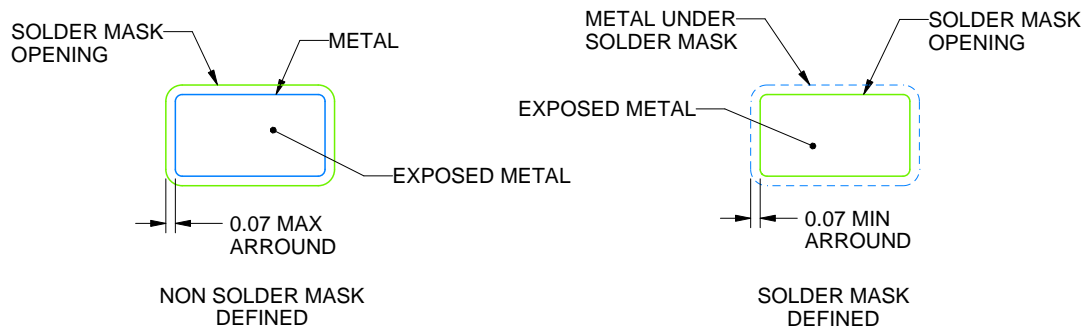 SOLDER MASK
OPENING
METAL
EXPOSED METAL
0.07 MAX
ARROUND
NON SOLDER MASK
DEFINED
METAL UNDER
SOLDER MASK
SOLDER MASK
OPENING
EXPOSED METAL
0.07 MIN
ARROUND
SOLDER MASK
DEFINED